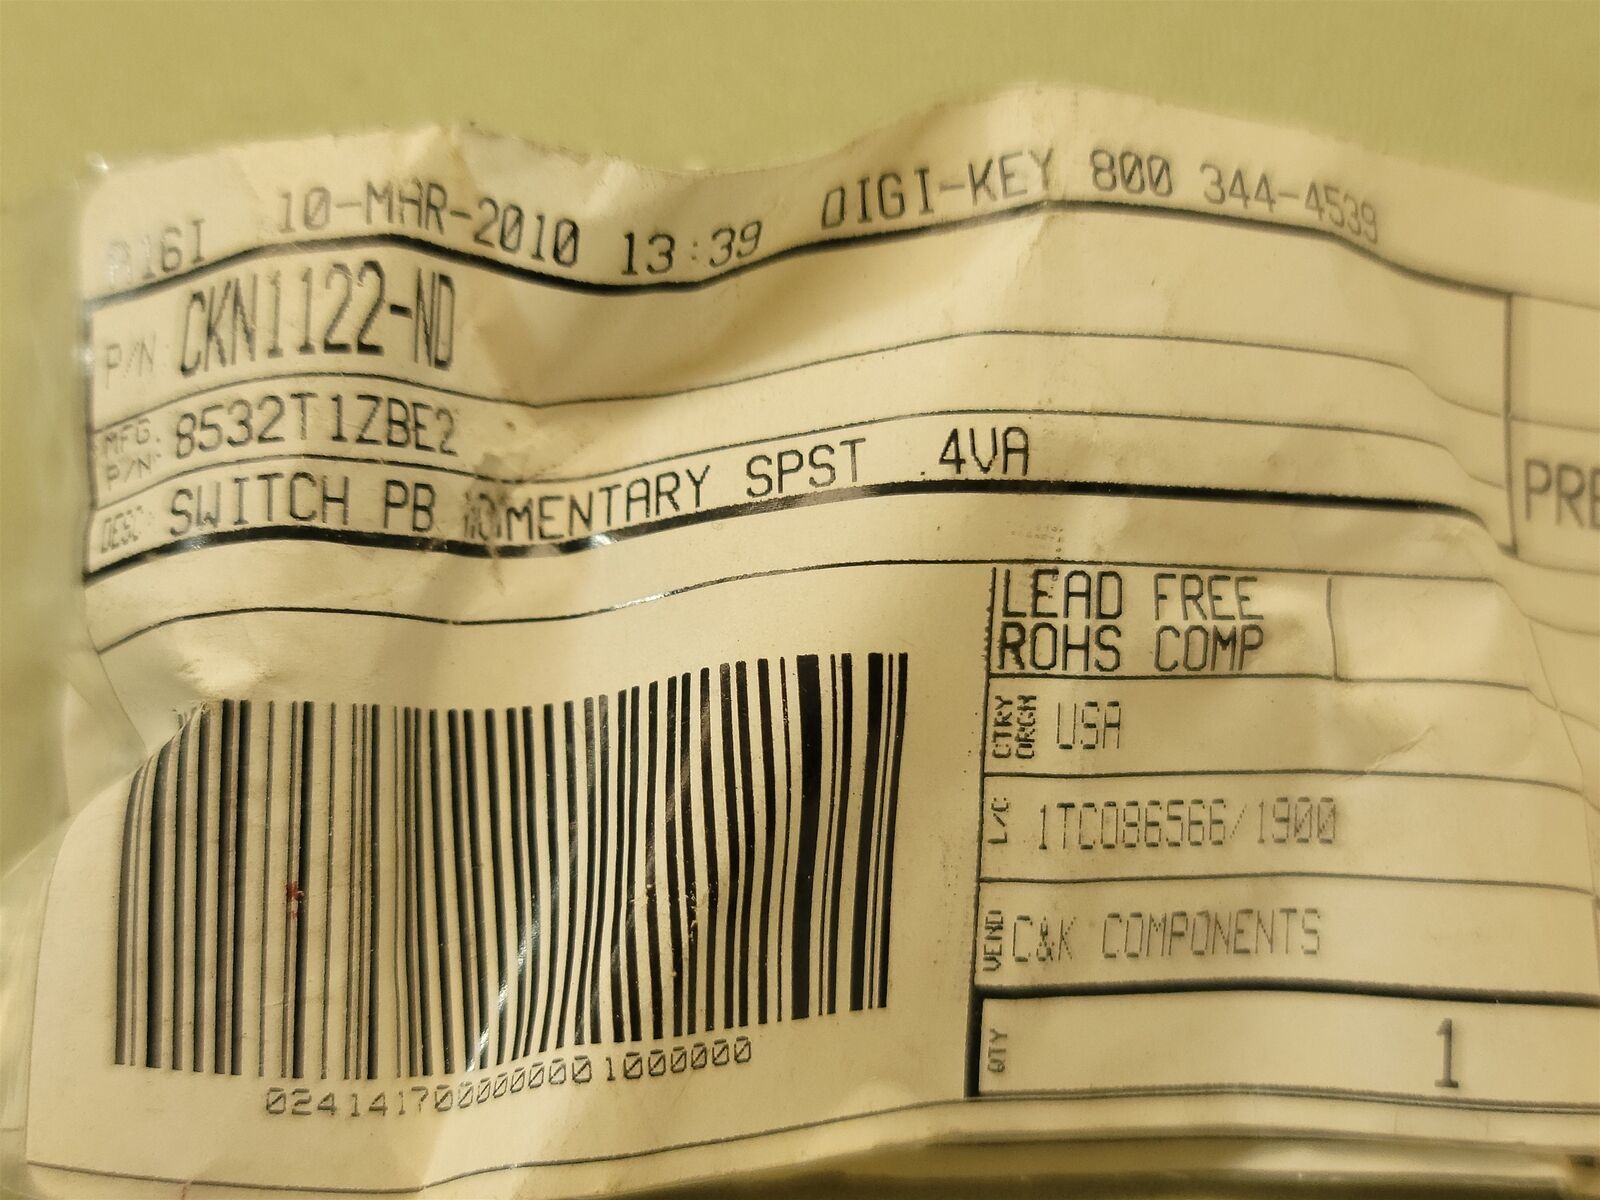 A16I 10-MAR-2010 13:39 DIGI-KEY 800 344-4539
P/N CKN1122-ND
MFG. P/N: 8532T1ZBE2
DESC: SWITCH PB MOMENTARY SPST .4VA
PRE
LEAD FREE
ROHS COMP
CTRY ORGN USA
L/C: 1TC086566/1900
VEND C&K COMPONENTS
QTY 1
0241417000000001000000